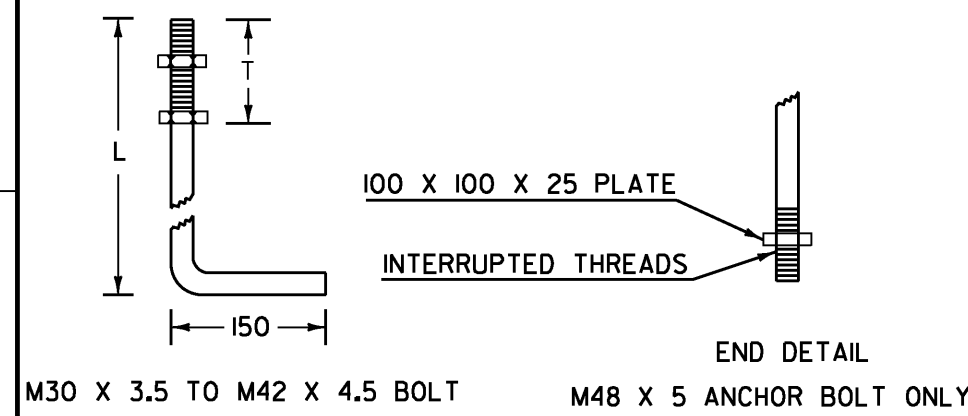 T
L
100 X 100 X 25 PLATE
INTERRUPTED THREADS
150
END DETAIL
M30 X 3.5 TO M42 X 4.5 BOLT
M48 X 5 ANCHOR BOLT ONLY